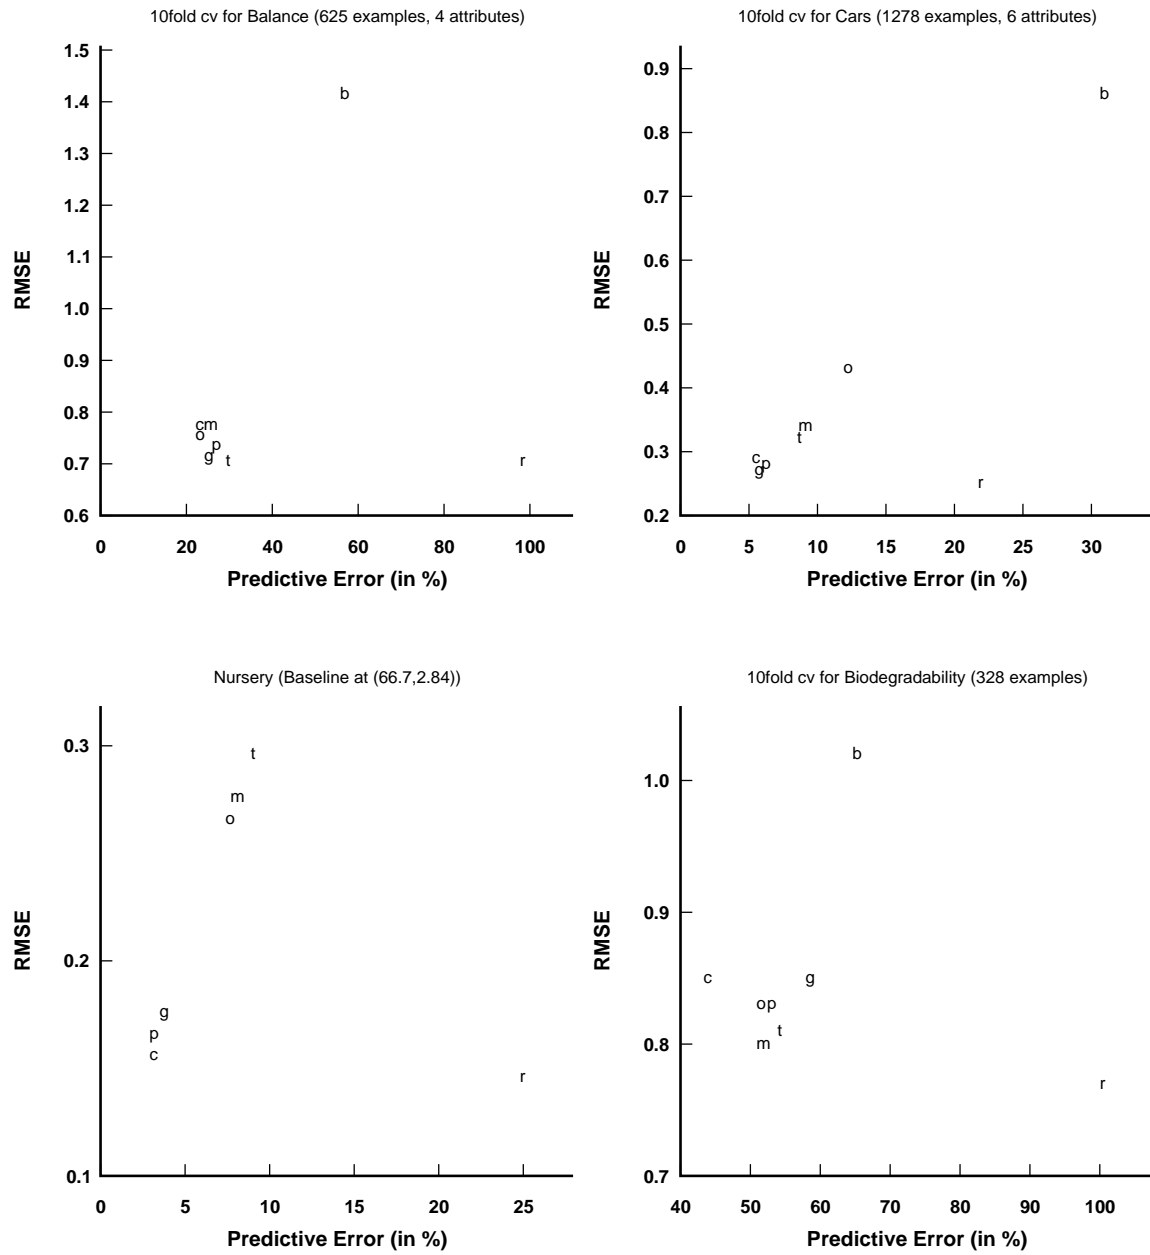 10fold cv for Balance (625 examples, 4 attributes)
1.5
1.4
1.3
1.2
1.1
1.0
0.9
0.8
0.7
0.6
RMSE
b
c m
o
p
g
t
r
0 20 40 60 80 100
Predictive Error (in %)
10fold cv for Cars (1278 examples, 6 attributes)
0.9
0.8
0.7
0.6
0.5
0.4
0.3
0.2
RMSE
b
o
m
t
c
p
g
r
0 5 10 15 20 25 30
Predictive Error (in %)
Nursery (Baseline at (66.7,2.84))
0.3
0.2
0.1
RMSE
t
m
o
g
p
c
r
0 5 10 15 20 25
Predictive Error (in %)
10fold cv for Biodegradability (328 examples)
1.0
0.9
0.8
0.7
RMSE
b
c
g
o p
t
m
r
40 50 60 70 80 90 100
Predictive Error (in %)